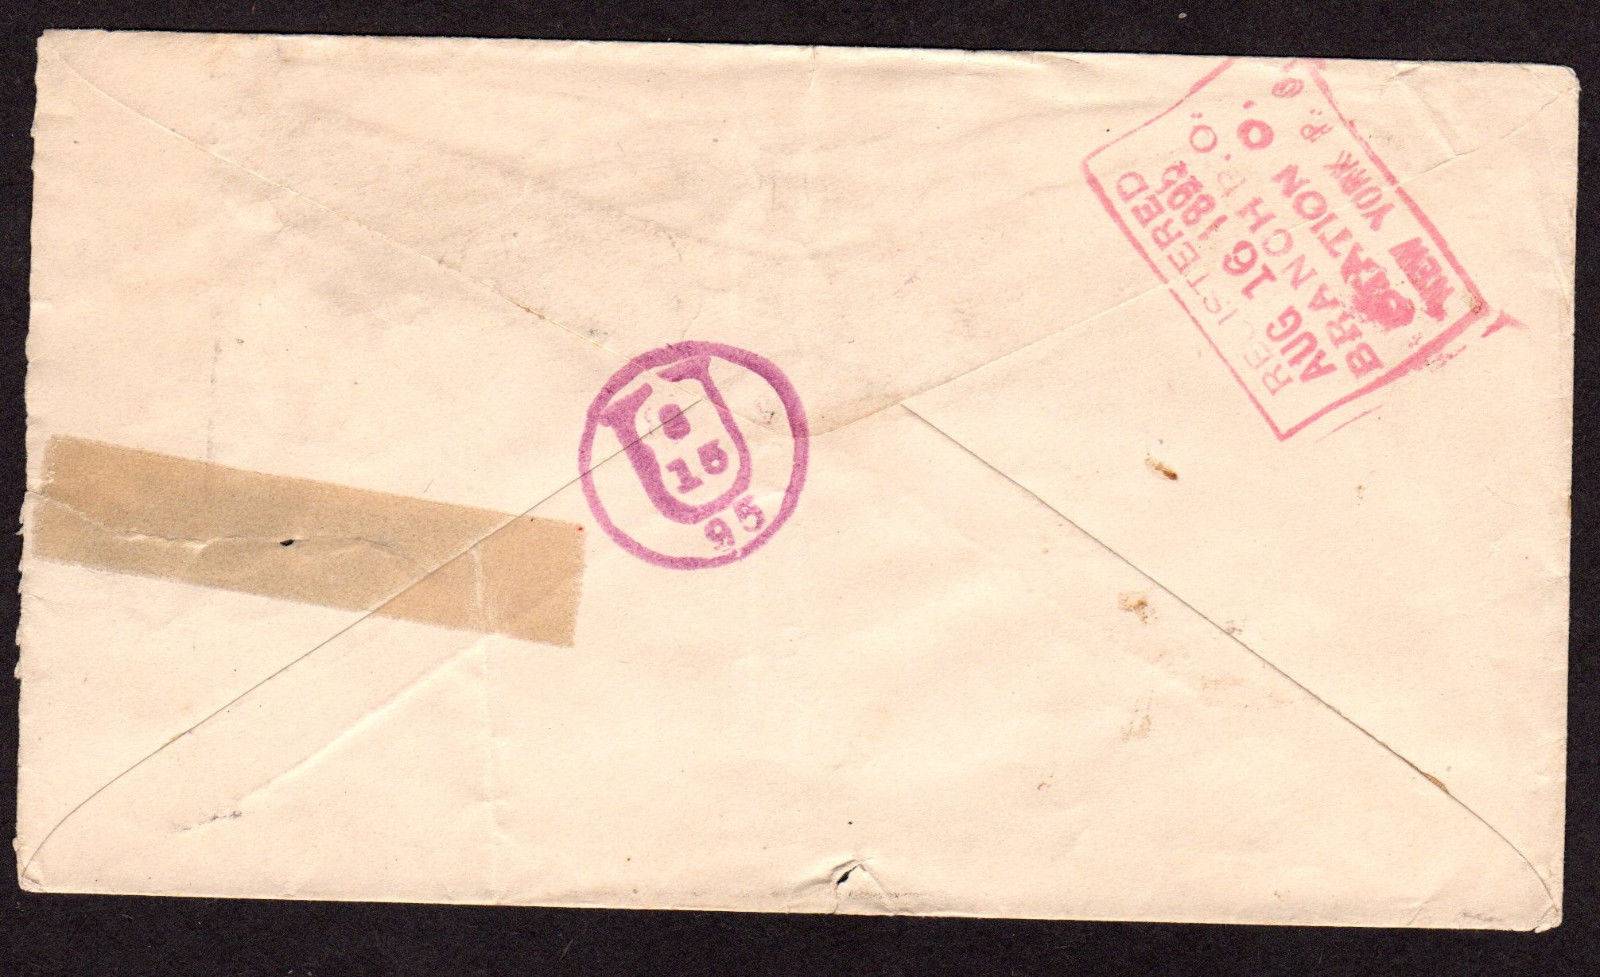 U
8
15
95
REGISTERED
AUG 16 1895
BRANCH P.O.
STATION O.
NEW YORK P.O.